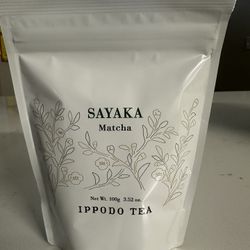 SAYAKA
Matcha
Net Wt. 100g 3.52 oz.
IPPODO TEA